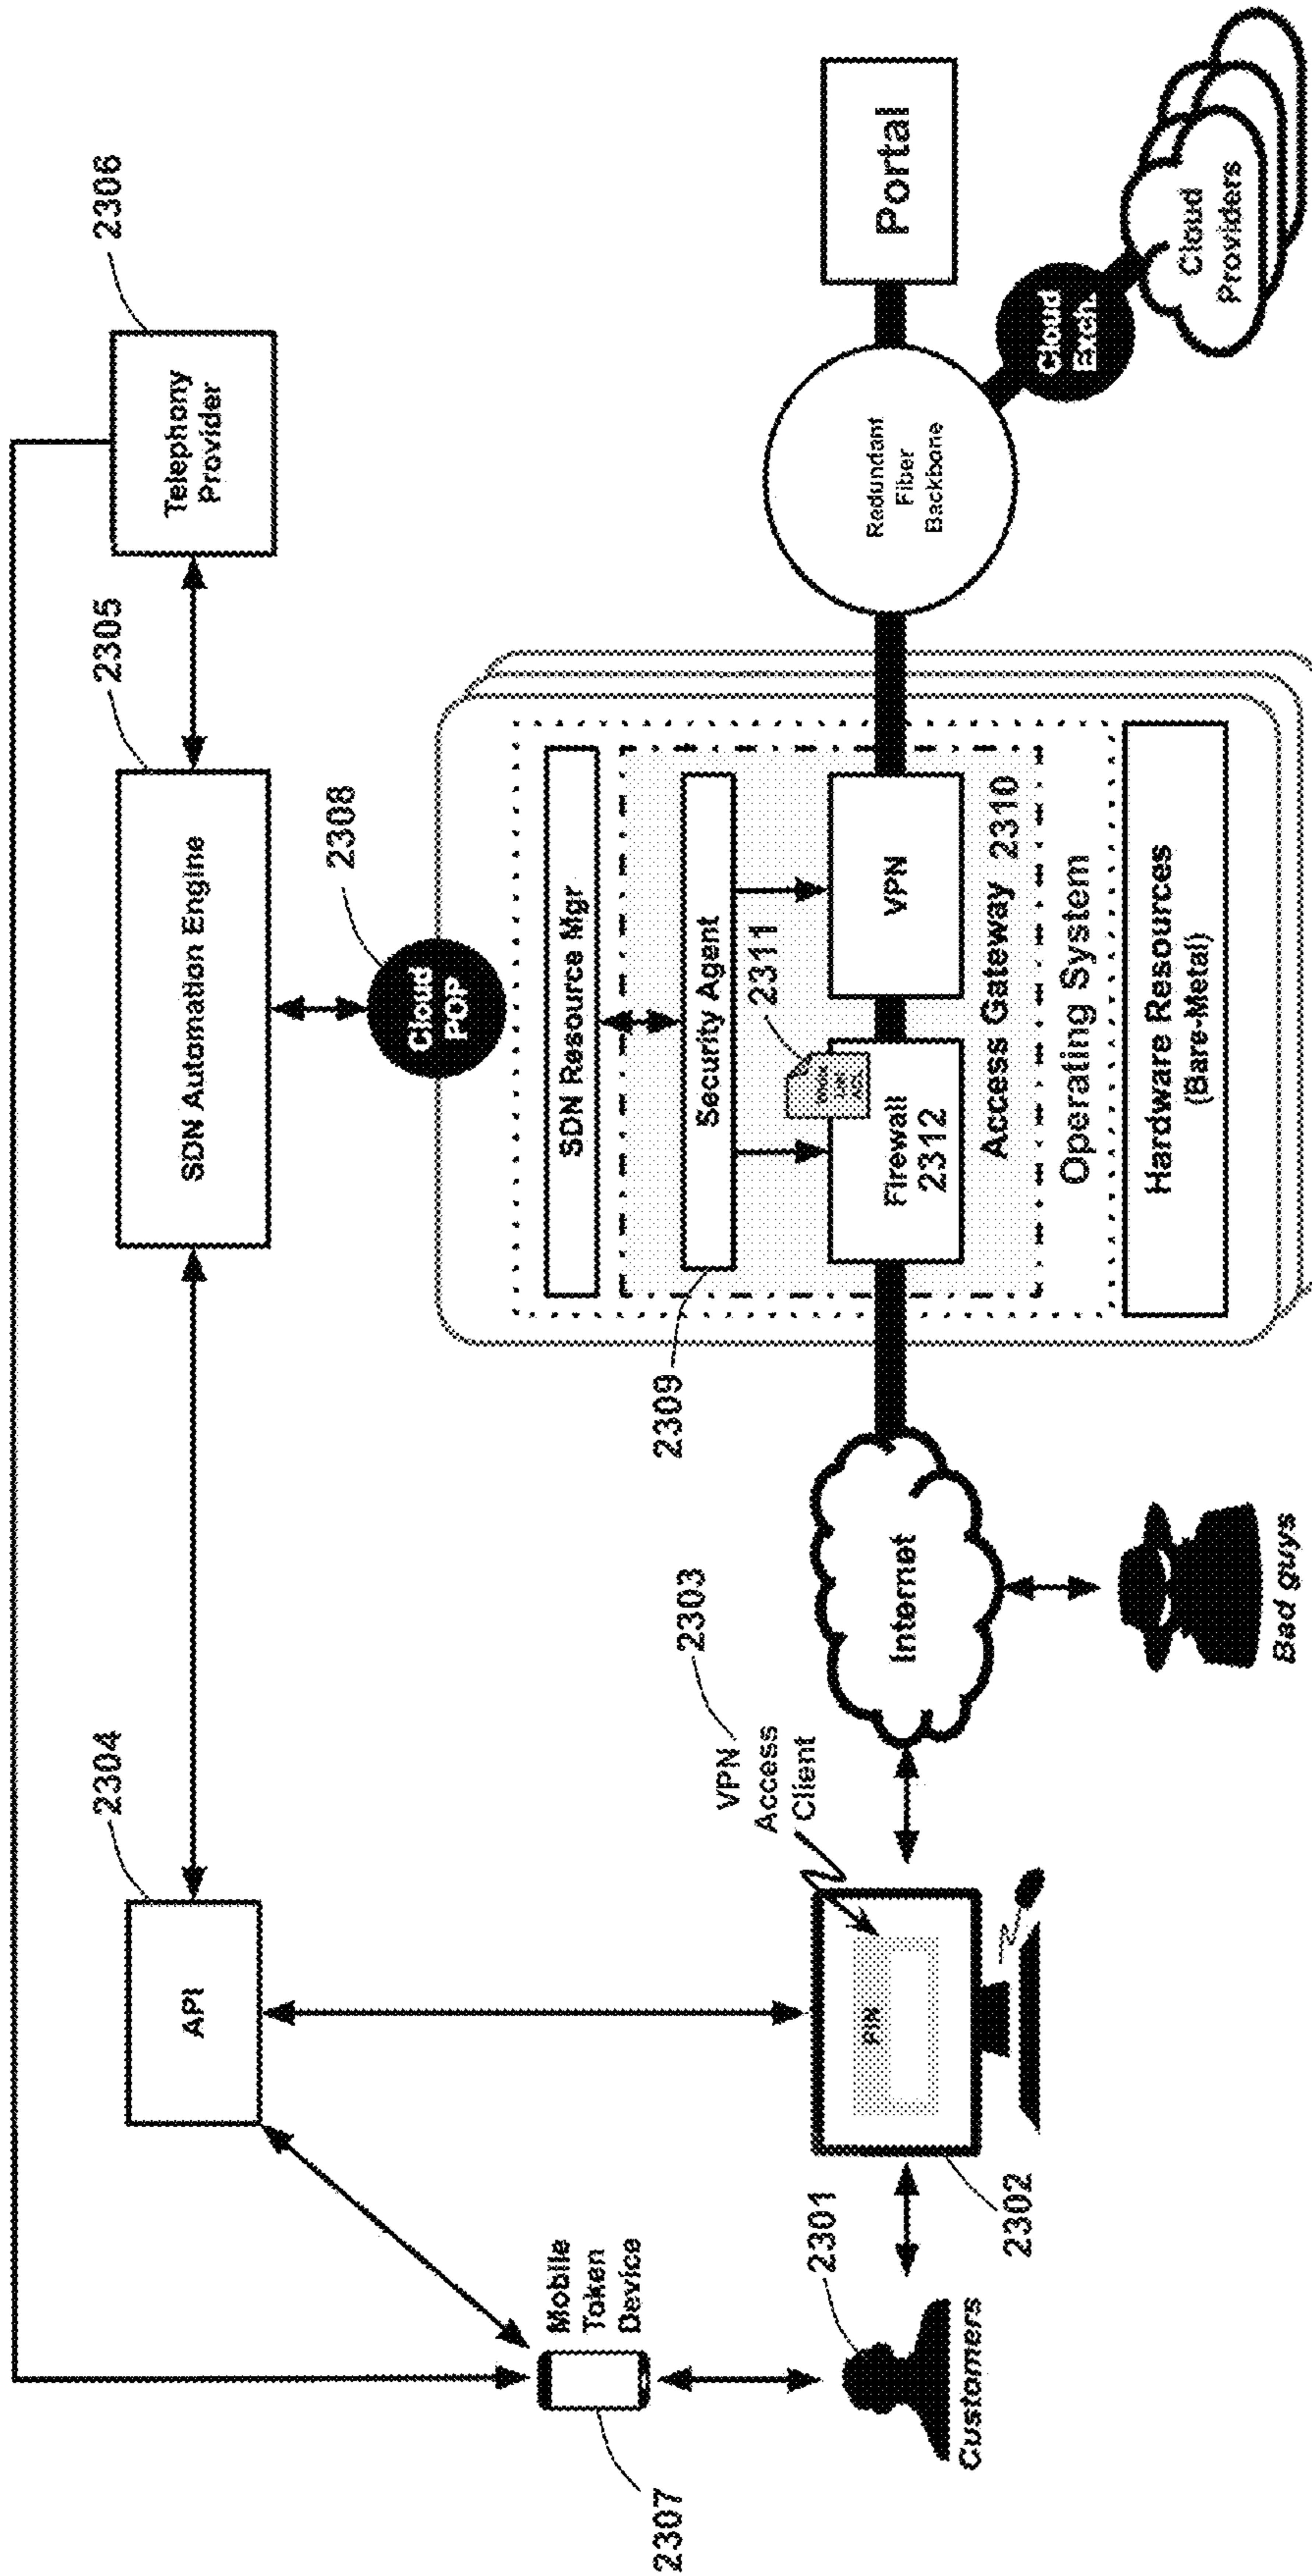 2306
Telephony
Provider
2305
SDN Automation Engine
2304
API
2308
Cloud
POP
Mobile
Token
Device
2307
2301
Customers
2302
PIN
2303
VPN
Access
Client
Internet
Bad guys
2309
SDN Resource Mgr
Security Agent
2311
Firewall
2312
VPN
Access Gateway 2310
Operating System
Hardware Resources
(Bare-Metal)
Redundant
Fiber
Backbone
Portal
Cloud
Exch.
Cloud
Providers